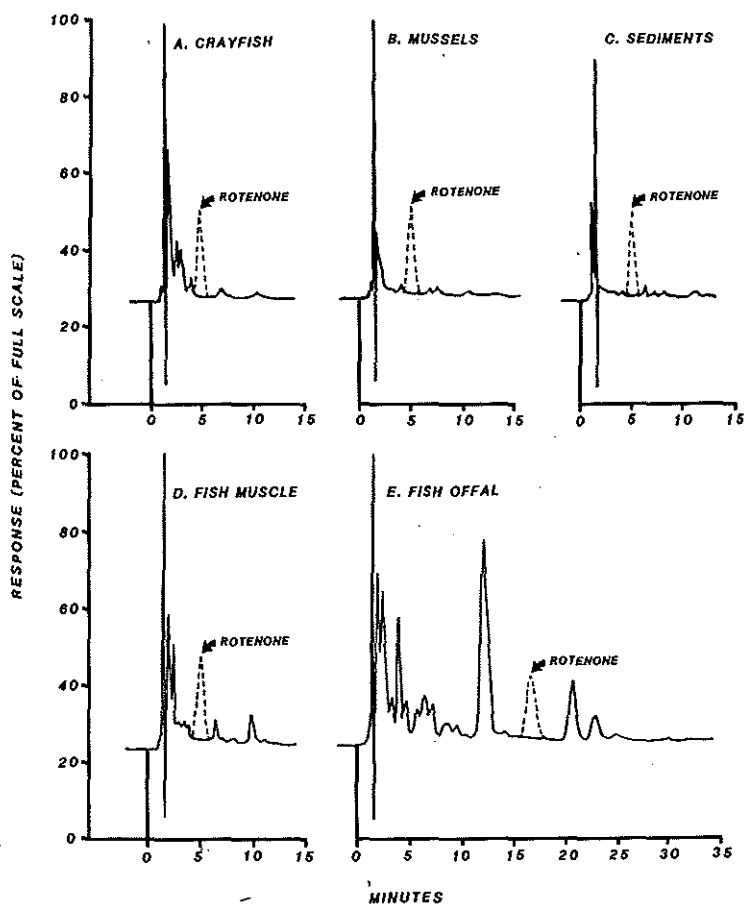 RESPONSE (PERCENT OF FULL SCALE)
100
80
60
40
20
0
A. CRAYFISH
ROTENONE
0 5 10 15
B. MUSSELS
ROTENONE
0 5 10 15
C. SEDIMENTS
ROTENONE
0 5 10 15
100
80
60
40
20
0
D. FISH MUSCLE
ROTENONE
0 5 10 15
E. FISH OFFAL
ROTENONE
0 5 10 15 20 25 30 35
MINUTES